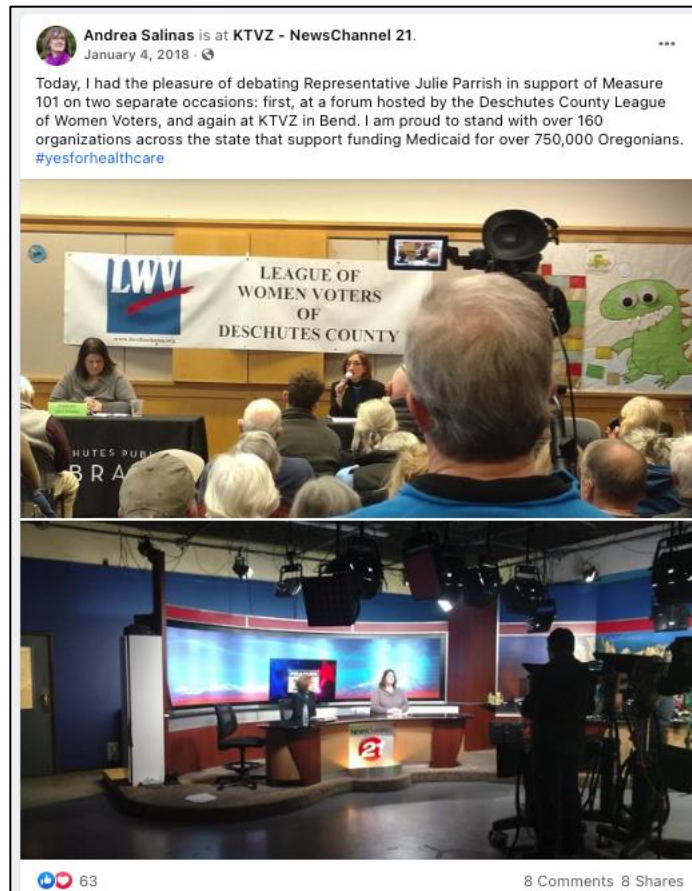 Andrea Salinas is at KTVZ - NewsChannel 21.
January 4, 2018 ·
Today, I had the pleasure of debating Representative Julie Parrish in support of Measure
101 on two separate occasions: first, at a forum hosted by the Deschutes County League
of Women Voters, and again at KTVZ in Bend. I am proud to stand with over 160
organizations across the state that support funding Medicaid for over 750,000 Oregonians.
#yesforhealthcare
LWV
LEAGUE OF
WOMEN VOTERS
OF
DESCHUTES COUNTY
HUTES PUB
BRA
21
63
8 Comments 8 Shares